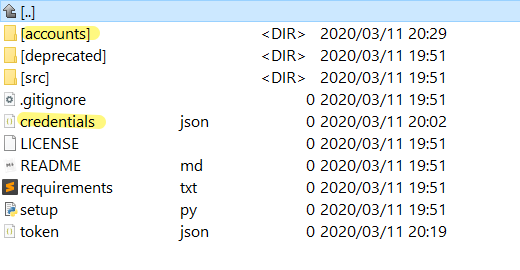 [..]
[accounts] <DIR> 2020/03/11 20:29
[deprecated] <DIR> 2020/03/11 19:51
[src] <DIR> 2020/03/11 19:51
.gitignore 0 2020/03/11 19:51
credentials json 0 2020/03/11 20:02
LICENSE 0 2020/03/11 19:51
README md 0 2020/03/11 19:51
requirements txt 0 2020/03/11 19:51
setup py 0 2020/03/11 19:51
token json 0 2020/03/11 20:19